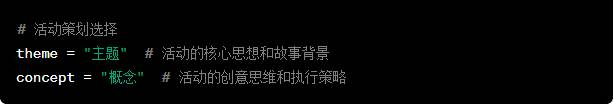 # 活动策划选择
theme = "主题"  # 活动的核心思想和故事背景
concept = "概念"  # 活动的创意思维和执行策略